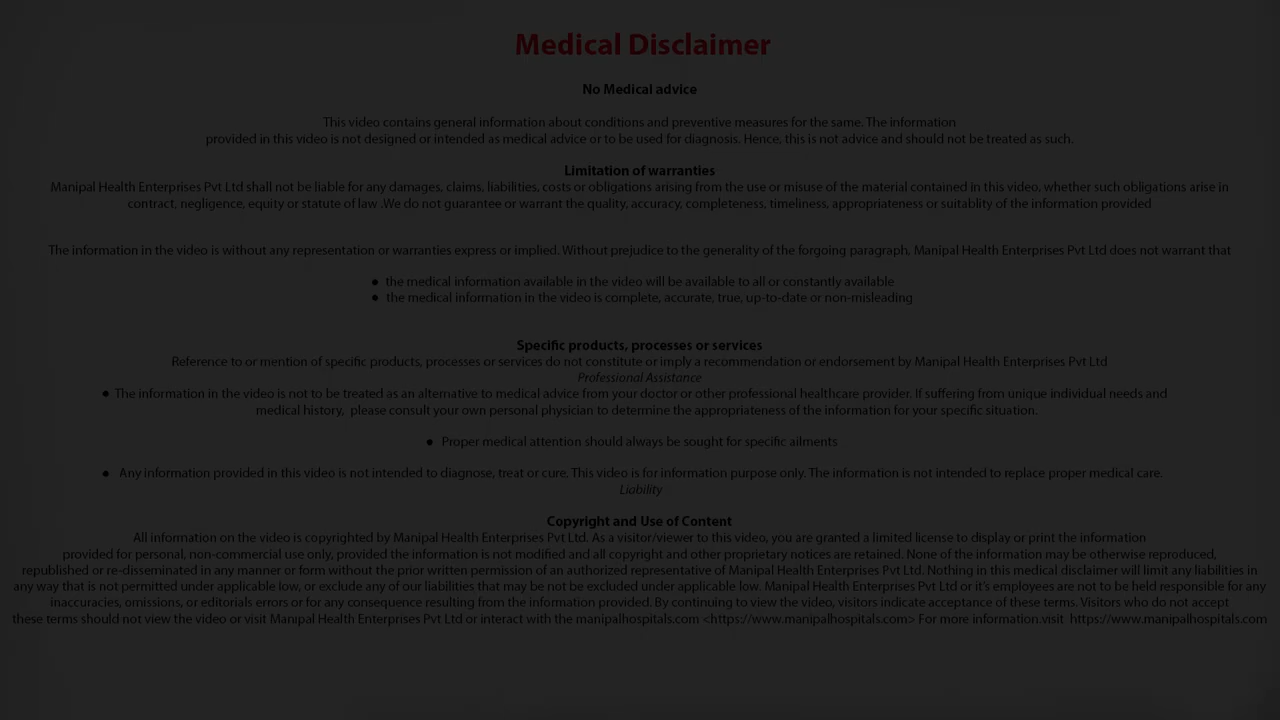 Medical Disclaimer
No Medical advice
This video contains general information about conditions and preventive measures for the same. The information
provided in this video is not designed or intended as medical advice or to be used for diagnosis. Hence, this is not advice and should not be treated as such.
Limitation of warranties
Manipal Health Enterprises Pvt Ltd shall not be liable for any damages, claims, liabilities, costs or obligations arising from the use or misuse of the material contained in this video, whether such obligations arise in
contract, negligence, equity or statute of law .We do not guarantee or warrant the quality, accuracy, completeness, timeliness, appropriateness or suitablity of the information provided
The information in the video is without any representation or warranties express or implied. Without prejudice to the generality of the forgoing paragraph, Manipal Health Enterprises Pvt Ltd does not warrant that
● the medical information available in the video will be available to all or constantly available
● the medical information in the video is complete, accurate, true, up-to-date or non-misleading
Specific products, processes or services
Reference to or mention of specific products, processes or services do not constitute or imply a recommendation or endorsement by Manipal Health Enterprises Pvt Ltd
Professional Assistance
● The information in the video is not to be treated as an alternative to medical advice from your doctor or other professional healthcare provider. If suffering from unique individual needs and
medical history, please consult your own personal physician to determine the appropriateness of the information for your specific situation.
● Proper medical attention should always be sought for specific ailments
● Any information provided in this video is not intended to diagnose, treat or cure. This video is for information purpose only. The information is not intended to replace proper medical care.
Liability
Copyright and Use of Content
All information on the video is copyrighted by Manipal Health Enterprises Pvt Ltd. As a visitor/viewer to this video, you are granted a limited license to display or print the information
provided for personal, non-commercial use only, provided the information is not modified and all copyright and other proprietary notices are retained. None of the information may be otherwise reproduced,
republished or re-disseminated in any manner or form without the prior written permission of an authorized representative of Manipal Health Enterprises Pvt Ltd. Nothing in this medical disclaimer will limit any liabilities in
any way that is not permitted under applicable low, or exclude any of our liabilities that may be not be excluded under applicable low. Manipal Health Enterprises Pvt Ltd or it's employees are not to be held responsible for any
inaccuracies, omissions, or editorials errors or for any consequence resulting from the information provided. By continuing to view the video, visitors indicate acceptance of these terms. Visitors who do not accept
these terms should not view the video or visit Manipal Health Enterprises Pvt Ltd or interact with the manipalhospitals.com <https://www.manipalhospitals.com> For more information.visit https://www.manipalhospitals.com